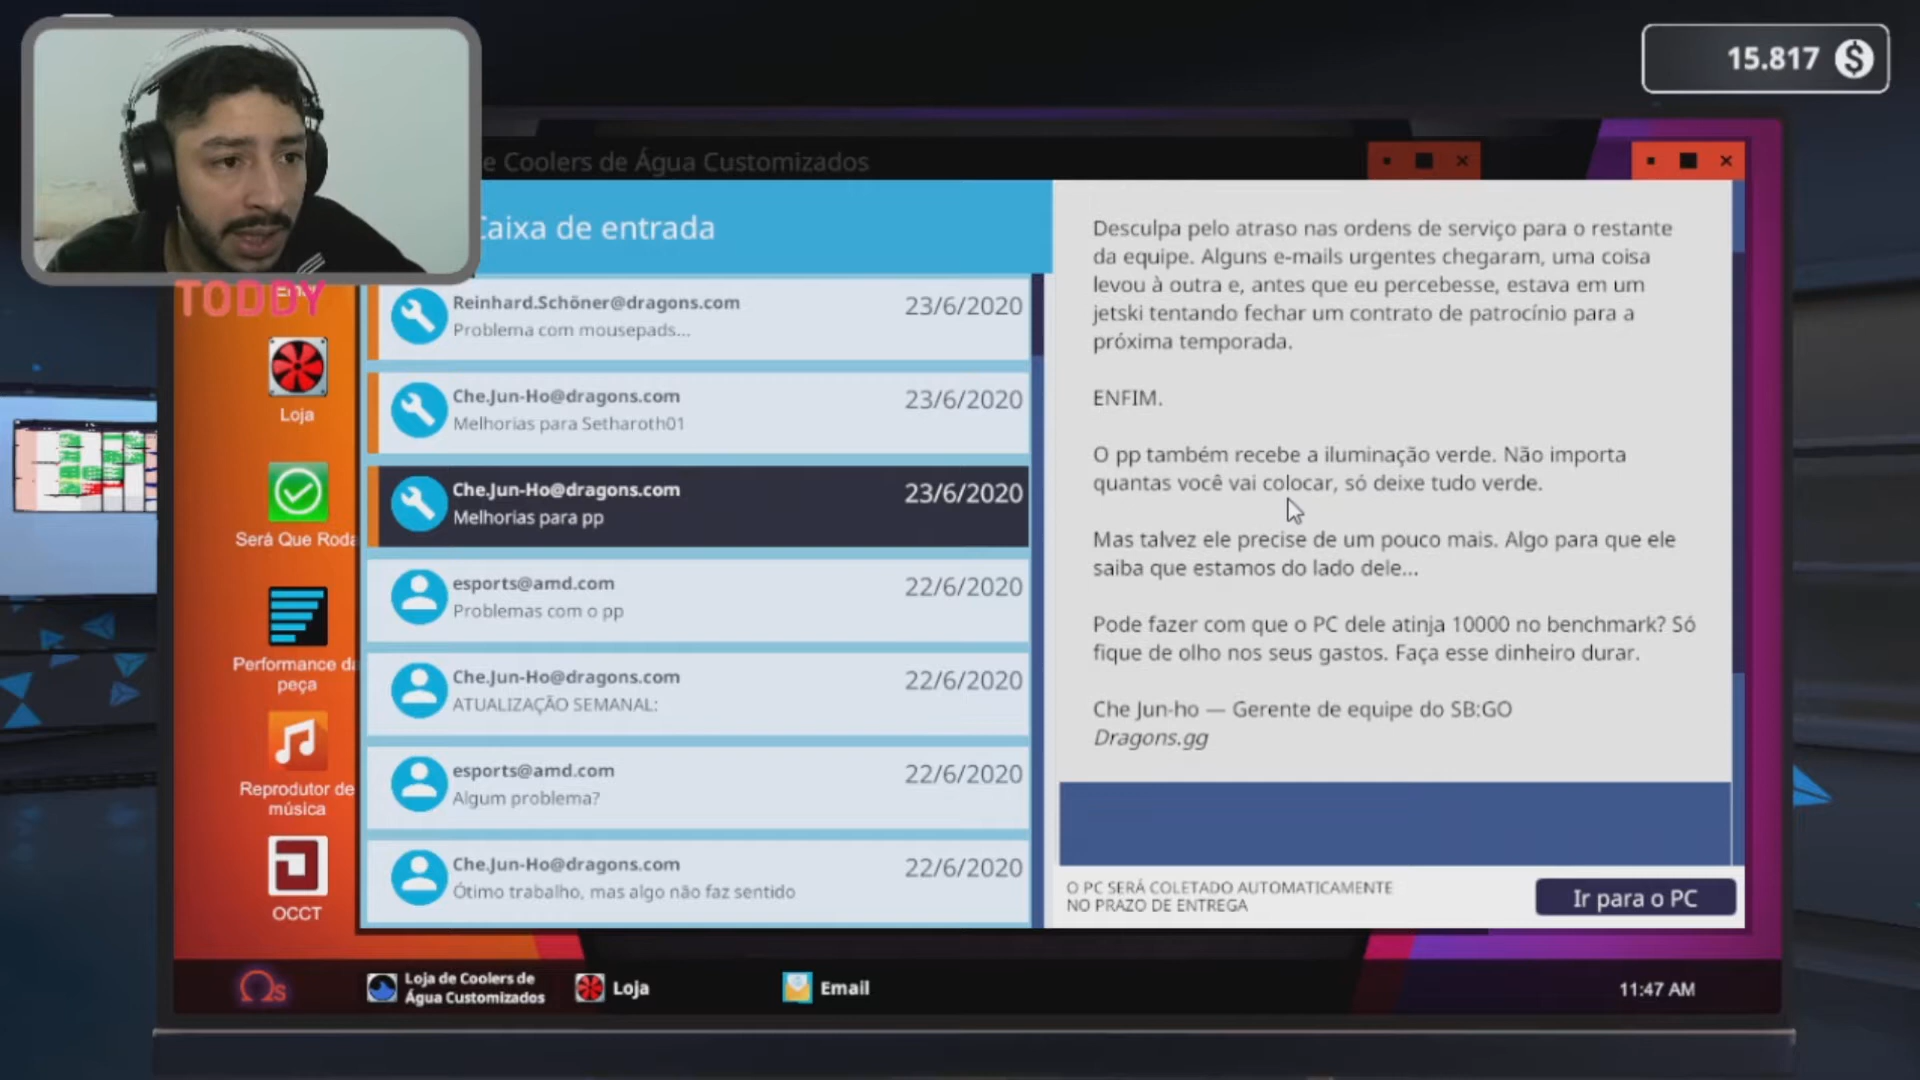 15.817
e Coolers de Água Customizados
Caixa de entrada
TODDY
Loja
Será Que Roda
Performance da
peça
Reprodutor de
música
OCCT
Reinhard.Schöner@dragons.com
23/6/2020
Problema com mousepads...
Che.Jun-Ho@dragons.com
23/6/2020
Melhorias para Setharoth01
Che.Jun-Ho@dragons.com
23/6/2020
Melhorias para pp
esports@amd.com
22/6/2020
Problemas com o pp
Che.Jun-Ho@dragons.com
22/6/2020
ATUALIZAÇÃO SEMANAL:
esports@amd.com
22/6/2020
Algum problema?
Che.Jun-Ho@dragons.com
22/6/2020
Ótimo trabalho, mas algo não faz sentido
Desculpa pelo atraso nas ordens de serviço para o restante
da equipe. Alguns e-mails urgentes chegaram, uma coisa
levou à outra e, antes que eu percebesse, estava em um
jetski tentando fechar um contrato de patrocínio para a
próxima temporada.
ENFIM.
O pp também recebe a iluminação verde. Não importa
quantas você vai colocar, só deixe tudo verde.
Mas talvez ele precise de um pouco mais. Algo para que ele
saiba que estamos do lado dele...
Pode fazer com que o PC dele atinja 10000 no benchmark? Só
fique de olho nos seus gastos. Faça esse dinheiro durar.
Che Jun-ho — Gerente de equipe do SB:GO
Dragons.gg
O PC SERÁ COLETADO AUTOMATICAMENTE
NO PRAZO DE ENTREGA
Ir para o PC
Ωs
Loja de Coolers de
Água Customizados
Loja
Email
11:47 AM